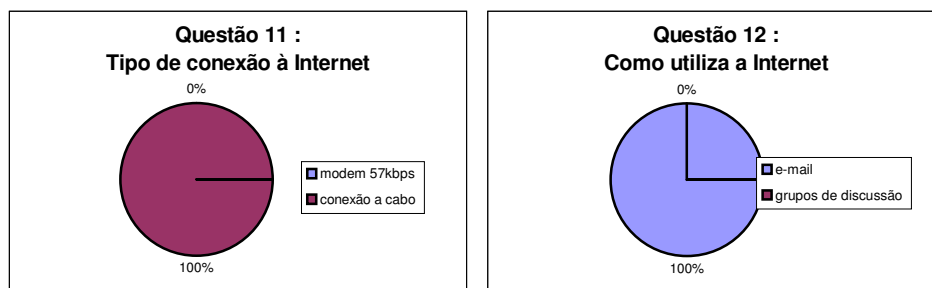 Questão 11 :
Tipo de conexão à Internet
0%
modem 57kbps
conexão a cabo
100%
Questão 12 :
Como utiliza a Internet
0%
e-mail
grupos de discussão
100%